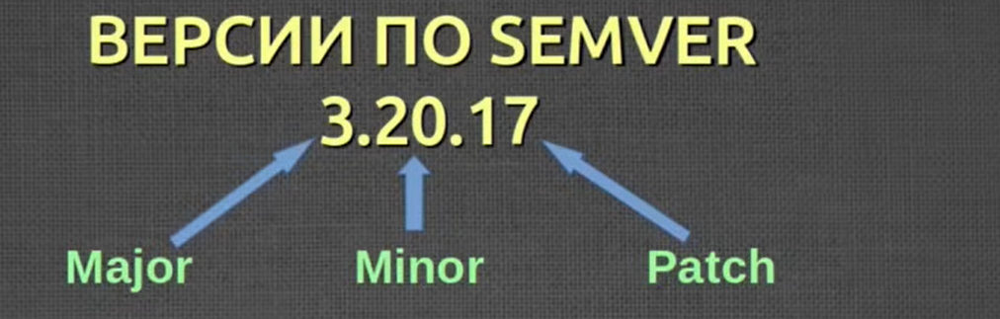 ВЕРСИИ ПО SEMVER
3.20.17
Major Minor Patch